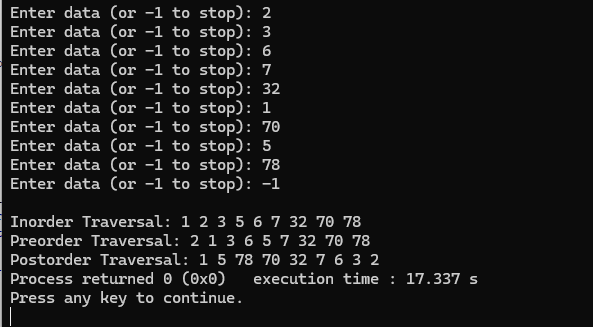 Enter data (or -1 to stop): 2
Enter data (or -1 to stop): 3
Enter data (or -1 to stop): 6
Enter data (or -1 to stop): 7
Enter data (or -1 to stop): 32
Enter data (or -1 to stop): 1
Enter data (or -1 to stop): 70
Enter data (or -1 to stop): 5
Enter data (or -1 to stop): 78
Enter data (or -1 to stop): -1
Inorder Traversal: 1 2 3 5 6 7 32 70 78
Preorder Traversal: 2 1 3 6 5 7 32 70 78
Postorder Traversal: 1 5 78 70 32 7 6 3 2
Process returned 0 (0x0)   execution time : 17.337 s
Press any key to continue.